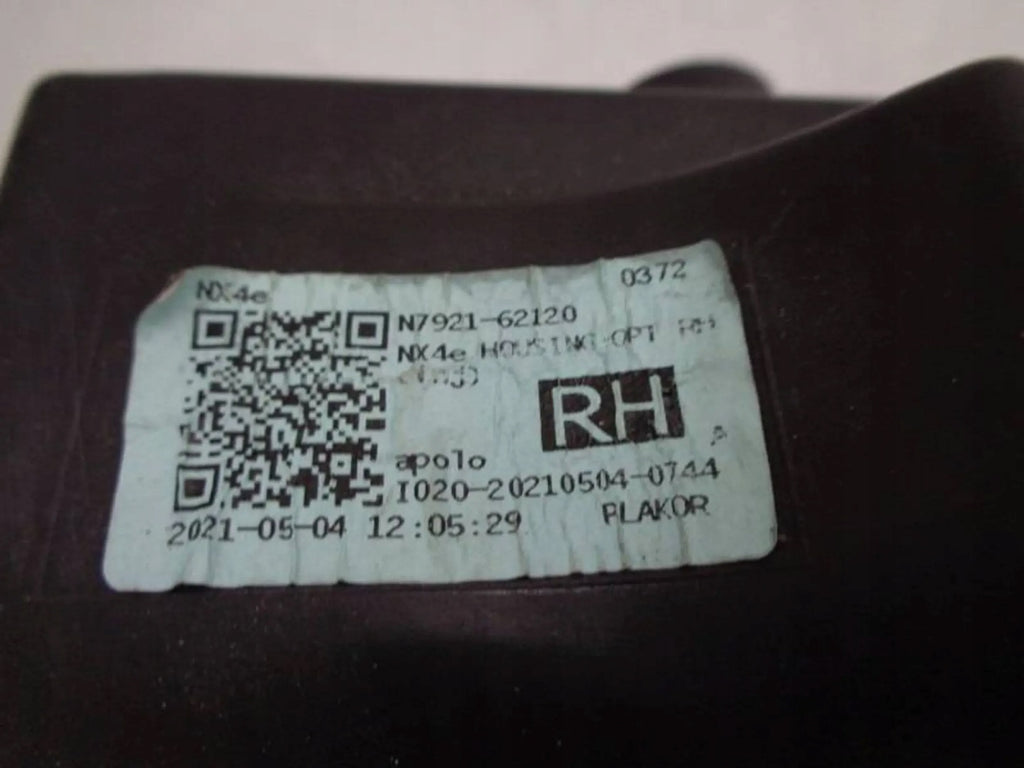 NX4e 0372
N7921-62120
NX4e HOUSING-OPT RH
(Inj)
RH
apolo
I020-20210504-0744
2021-05-04 12:05:29 PLAKOR